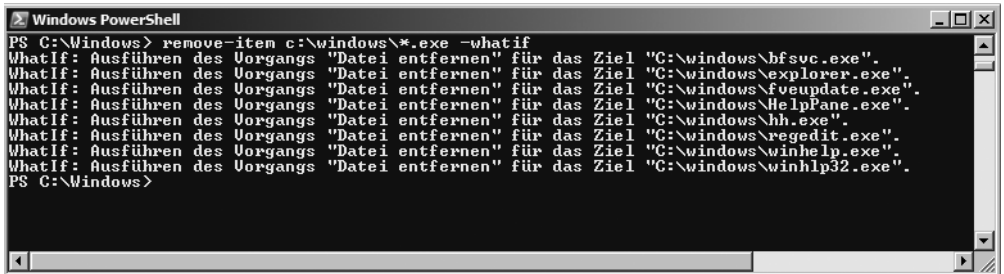 Windows PowerShell
PS C:\Windows> remove-item c:\windows\*.exe -whatif
WhatIf: Ausführen des Vorgangs "Datei entfernen" für das Ziel "C:\windows\bfsvc.exe".
WhatIf: Ausführen des Vorgangs "Datei entfernen" für das Ziel "C:\windows\explorer.exe".
WhatIf: Ausführen des Vorgangs "Datei entfernen" für das Ziel "C:\windows\fveupdate.exe".
WhatIf: Ausführen des Vorgangs "Datei entfernen" für das Ziel "C:\windows\HelpPane.exe".
WhatIf: Ausführen des Vorgangs "Datei entfernen" für das Ziel "C:\windows\hh.exe".
WhatIf: Ausführen des Vorgangs "Datei entfernen" für das Ziel "C:\windows\regedit.exe".
WhatIf: Ausführen des Vorgangs "Datei entfernen" für das Ziel "C:\windows\winhelp.exe".
WhatIf: Ausführen des Vorgangs "Datei entfernen" für das Ziel "C:\windows\winhlp32.exe".
PS C:\Windows>